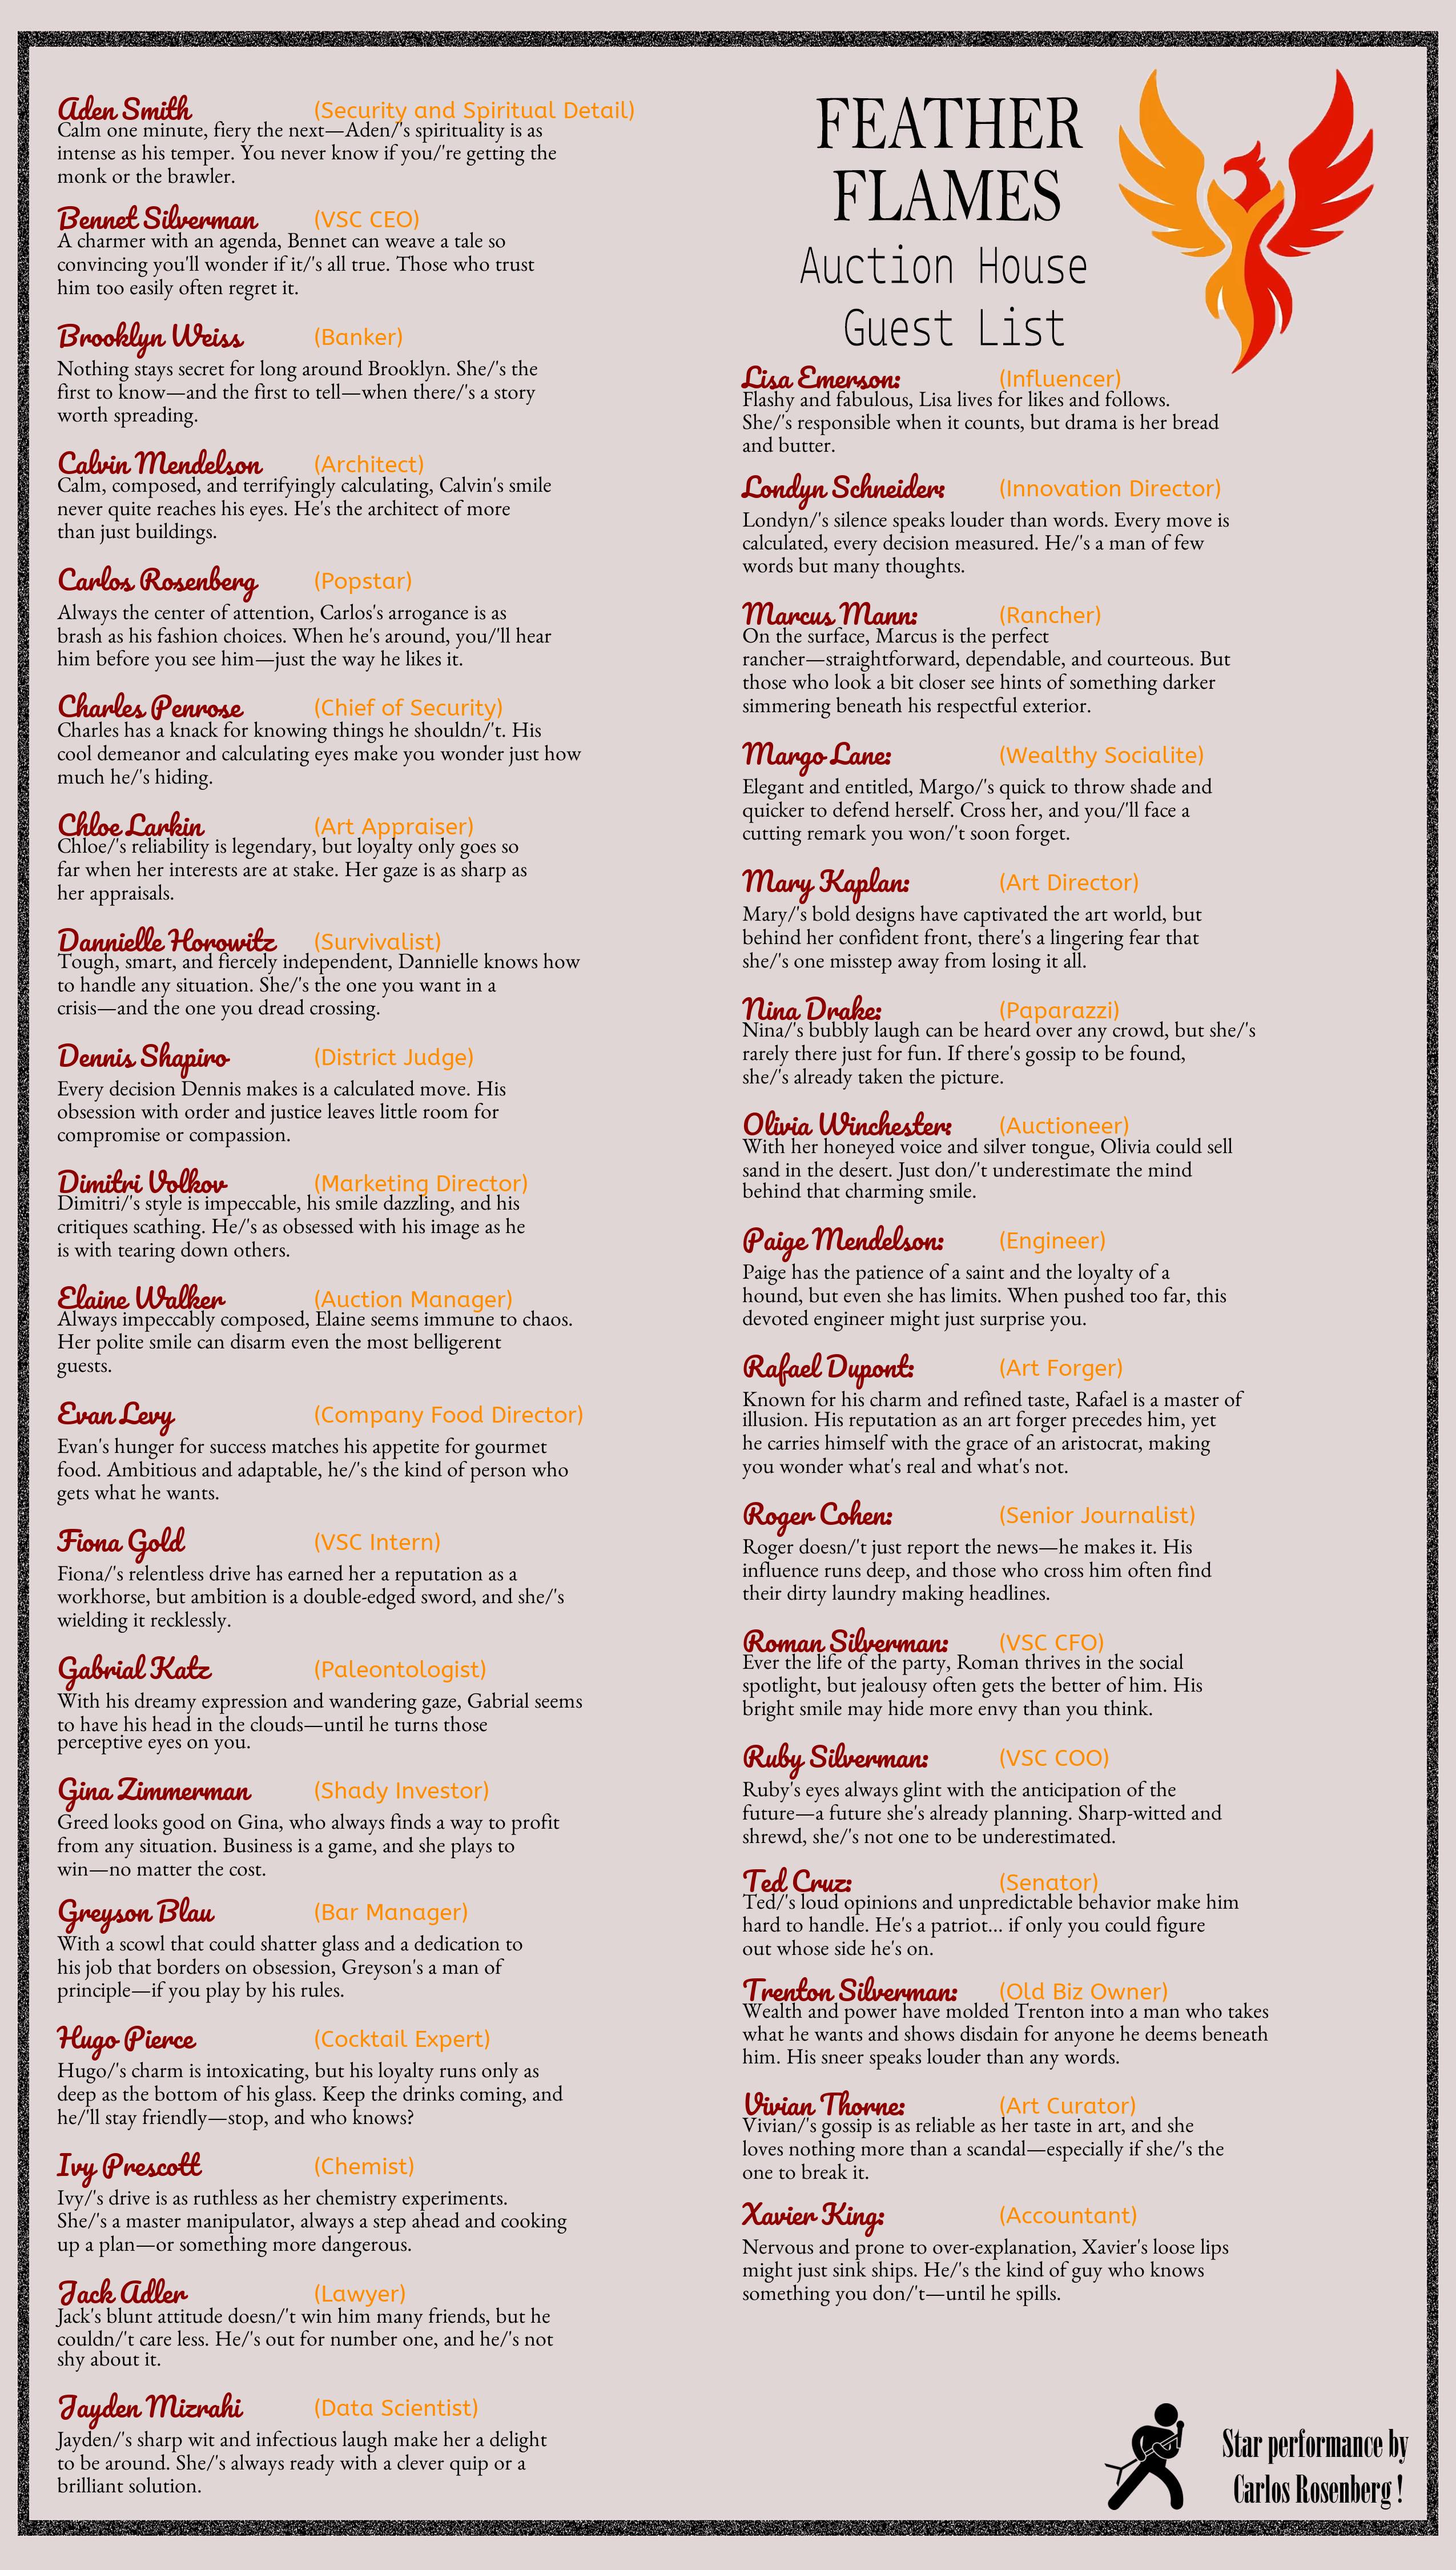 Aden Smith (Security and Spiritual Detail)
Calm one minute, fiery the next—Aden/'s spirituality is as
intense as his temper. You never know if you/'re getting the
monk or the brawler.
Bennet Silverman (VSC CEO)
A charmer with an agenda, Bennet can weave a tale so
convincing you'll wonder if it/'s all true. Those who trust
him too easily often regret it.
Brooklyn Weiss (Banker)
Nothing stays secret for long around Brooklyn. She/'s the
first to know—and the first to tell—when there/'s a story
worth spreading.
Calvin Mendelson (Architect)
Calm, composed, and terrifyingly calculating, Calvin's smile
never quite reaches his eyes. He's the architect of more
than just buildings.
Carlos Rosenberg (Popstar)
Always the center of attention, Carlos's arrogance is as
brash as his fashion choices. When he's around, you/'ll hear
him before you see him—just the way he likes it.
Charles Penrose (Chief of Security)
Charles has a knack for knowing things he shouldn/'t. His
cool demeanor and calculating eyes make you wonder just how
much he/'s hiding.
Chloe Larkin (Art Appraiser)
Chloe/'s reliability is legendary, but loyalty only goes so
far when her interests are at stake. Her gaze is as sharp as
her appraisals.
Dannielle Horowitz (Survivalist)
Tough, smart, and fiercely independent, Dannielle knows how
to handle any situation. She/'s the one you want in a
crisis—and the one you dread crossing.
Dennis Shapiro (District Judge)
Every decision Dennis makes is a calculated move. His
obsession with order and justice leaves little room for
compromise or compassion.
Dimitri Volkov (Marketing Director)
Dimitri/'s style is impeccable, his smile dazzling, and his
critiques scathing. He/'s as obsessed with his image as he
is with tearing down others.
Elaine Walker (Auction Manager)
Always impeccably composed, Elaine seems immune to chaos.
Her polite smile can disarm even the most belligerent
guests.
Evan Levy (Company Food Director)
Evan's hunger for success matches his appetite for gourmet
food. Ambitious and adaptable, he/'s the kind of person who
gets what he wants.
Fiona Gold (VSC Intern)
Fiona/'s relentless drive has earned her a reputation as a
workhorse, but ambition is a double-edged sword, and she/'s
wielding it recklessly.
Gabrial Katz (Paleontologist)
With his dreamy expression and wandering gaze, Gabrial seems
to have his head in the clouds—until he turns those
perceptive eyes on you.
Gina Zimmerman (Shady Investor)
Greed looks good on Gina, who always finds a way to profit
from any situation. Business is a game, and she plays to
win—no matter the cost.
Greyson Blau (Bar Manager)
With a scowl that could shatter glass and a dedication to
his job that borders on obsession, Greyson's a man of
principle—if you play by his rules.
Hugo Pierce (Cocktail Expert)
Hugo/'s charm is intoxicating, but his loyalty runs only as
deep as the bottom of his glass. Keep the drinks coming, and
he/'ll stay friendly—stop, and who knows?
Ivy Prescott (Chemist)
Ivy/'s drive is as ruthless as her chemistry experiments.
She/'s a master manipulator, always a step ahead and cooking
up a plan—or something more dangerous.
Jack Adler (Lawyer)
Jack's blunt attitude doesn/'t win him many friends, but he
couldn/'t care less. He/'s out for number one, and he/'s not
shy about it.
Jayden Mizrahi (Data Scientist)
Jayden/'s sharp wit and infectious laugh make her a delight
to be around. She/'s always ready with a clever quip or a
brilliant solution.
FEATHER
FLAMES
Auction House
Guest List
Lisa Emerson: (Influencer)
Flashy and fabulous, Lisa lives for likes and follows.
She/'s responsible when it counts, but drama is her bread
and butter.
Londyn Schneider: (Innovation Director)
Londyn/'s silence speaks louder than words. Every move is
calculated, every decision measured. He/'s a man of few
words but many thoughts.
Marcus Mann: (Rancher)
On the surface, Marcus is the perfect
rancher—straightforward, dependable, and courteous. But
those who look a bit closer see hints of something darker
simmering beneath his respectful exterior.
Margo Lane: (Wealthy Socialite)
Elegant and entitled, Margo/'s quick to throw shade and
quicker to defend herself. Cross her, and you/'ll face a
cutting remark you won/'t soon forget.
Mary Kaplan: (Art Director)
Mary/'s bold designs have captivated the art world, but
behind her confident front, there's a lingering fear that
she/'s one misstep away from losing it all.
Nina Drake: (Paparazzi)
Nina/'s bubbly laugh can be heard over any crowd, but she/'s
rarely there just for fun. If there's gossip to be found,
she/'s already taken the picture.
Olivia Winchester: (Auctioneer)
With her honeyed voice and silver tongue, Olivia could sell
sand in the desert. Just don/'t underestimate the mind
behind that charming smile.
Paige Mendelson: (Engineer)
Paige has the patience of a saint and the loyalty of a
hound, but even she has limits. When pushed too far, this
devoted engineer might just surprise you.
Rafael Dupont: (Art Forger)
Known for his charm and refined taste, Rafael is a master of
illusion. His reputation as an art forger precedes him, yet
he carries himself with the grace of an aristocrat, making
you wonder what's real and what's not.
Roger Cohen: (Senior Journalist)
Roger doesn/'t just report the news—he makes it. His
influence runs deep, and those who cross him often find
their dirty laundry making headlines.
Roman Silverman: (VSC CFO)
Ever the life of the party, Roman thrives in the social
spotlight, but jealousy often gets the better of him. His
bright smile may hide more envy than you think.
Ruby Silverman: (VSC COO)
Ruby's eyes always glint with the anticipation of the
future—a future she's already planning. Sharp-witted and
shrewd, she/'s not one to be underestimated.
Ted Cruz: (Senator)
Ted/'s loud opinions and unpredictable behavior make him
hard to handle. He's a patriot... if only you could figure
out whose side he's on.
Trenton Silverman: (Old Biz Owner)
Wealth and power have molded Trenton into a man who takes
what he wants and shows disdain for anyone he deems beneath
him. His sneer speaks louder than any words.
Vivian Thorne: (Art Curator)
Vivian/'s gossip is as reliable as her taste in art, and she
loves nothing more than a scandal—especially if she/'s the
one to break it.
Xavier King: (Accountant)
Nervous and prone to over-explanation, Xavier's loose lips
might just sink ships. He/'s the kind of guy who knows
something you don/'t—until he spills.
Star performance by
Carlos Rosenberg !